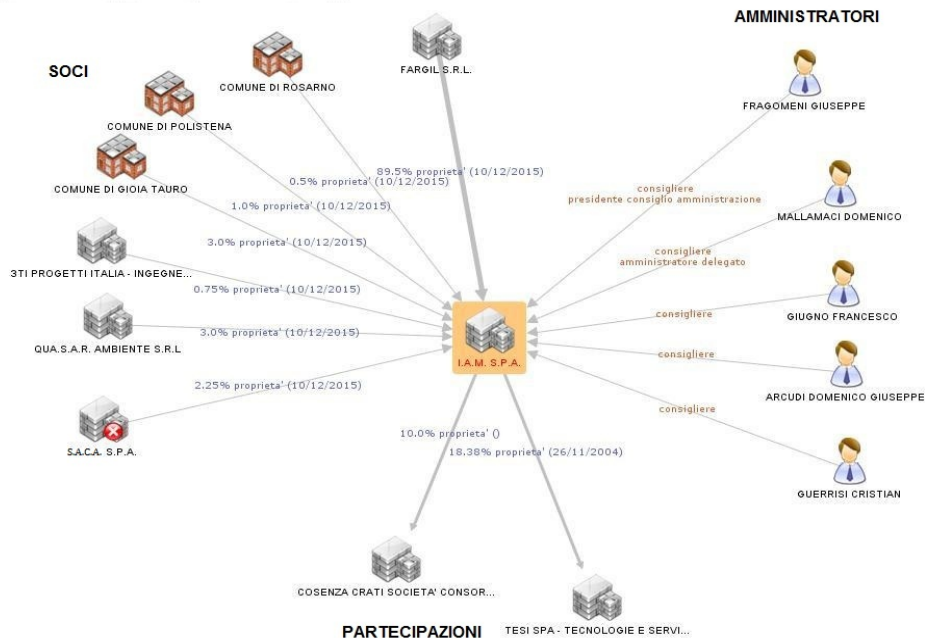 AMMINISTRATORI
SOCI
FARGIL S.R.L.
COMUNE DI ROSARNO
FRAGOMENI GIUSEPPE
COMUNE DI POLISTENA
89.5% proprieta' (10/12/2015)
0.5% proprieta' (10/12/2015)
COMUNE DI GIOIA TAURO
consigliere
presidente consiglio amministrazione
1.0% proprieta' (10/12/2015)
MALLAMACI DOMENICO
3.0% proprieta' (10/12/2015)
consigliere
amministratore delegato
3TI PROGETTI ITALIA - INGEGNE...
0.75% proprieta' (10/12/2015)
consigliere
GIUGNO FRANCESCO
3.0% proprieta' (10/12/2015)
QUA.S.A.R. AMBIENTE S.R.L
I.A.M. S.P.A.
consigliere
2.25% proprieta' (10/12/2015)
ARCUDI DOMENICO GIUSEPPE
consigliere
10.0% proprieta' ()
S.A.C.A. S.P.A.
18.38% proprieta' (26/11/2004)
GUERRISI CRISTIAN
COSENZA CRATI SOCIETA' CONSOR...
PARTECIPAZIONI
TESI SPA - TECNOLOGIE E SERVI...